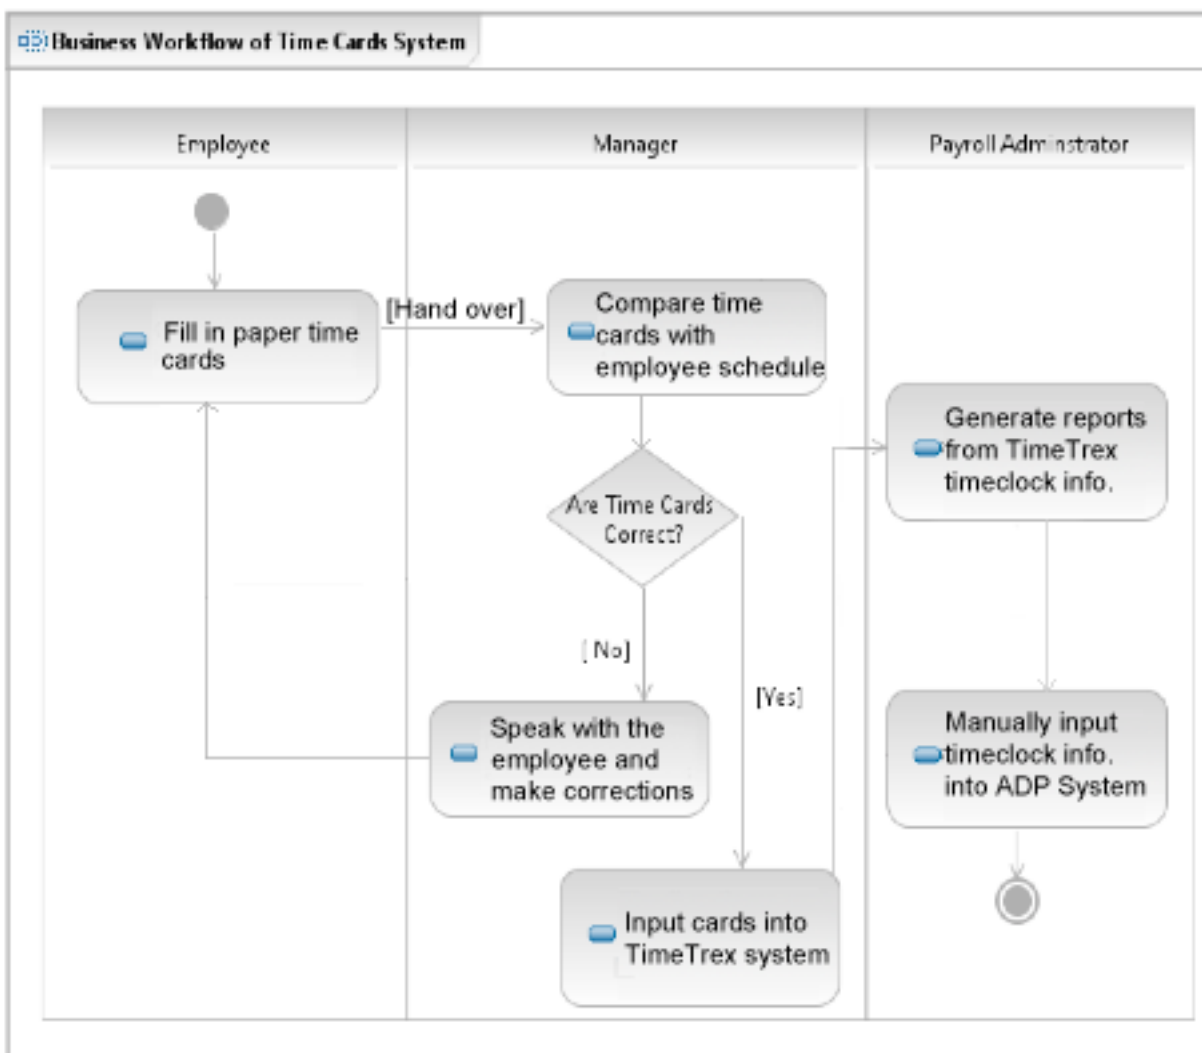 Business Workflow of Time Cards System
Employee
Manager
Payroll Adminstrator
Fill in paper time
cards
[Hand over]
Compare time
cards with
employee schedule
Are Time Cards
Correct?
[ No]
[Yes]
Speak with the
employee and
make corrections
Input cards into
TimeTrex system
Generate reports
from TimeTrex
timeclock info.
Manually input
timeclock info.
into ADP System